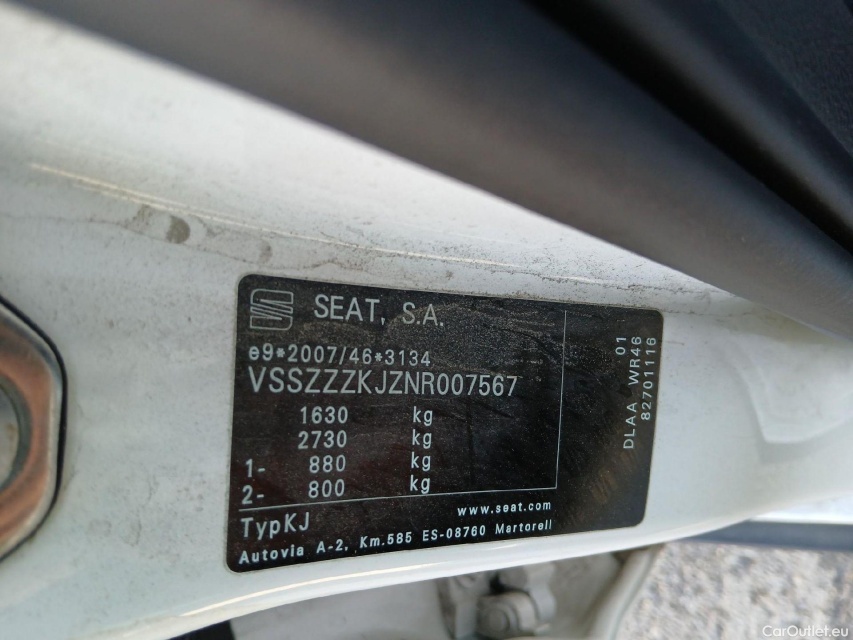 SEAT, S.A.
e9*2007/46*3134
VSSZZZKJZNR007567
1630 kg
2730 kg
1- 880 kg
2- 800 kg
TypKJ
www.seat.com
Autovia A-2, Km.585 ES-08760 Martorell
01
DLAA WR46
82701116
CarOutlet.eu